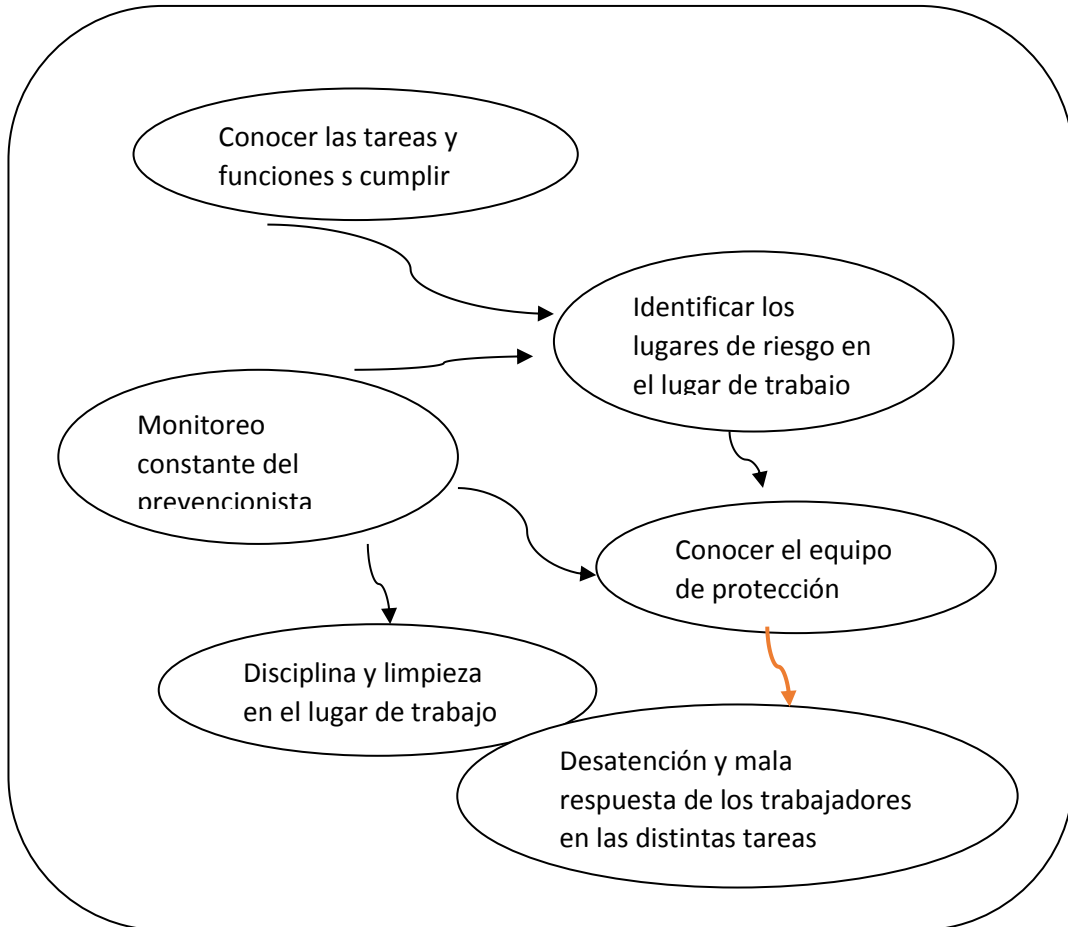 Conocer las tareas y
funciones s cumplir
Identificar los
lugares de riesgo en
el lugar de trabajo
Monitoreo
constante del
prevencionista
Conocer el equipo
de protección
Disciplina y limpieza
en el lugar de trabajo
Desatención y mala
respuesta de los trabajadores
en las distintas tareas